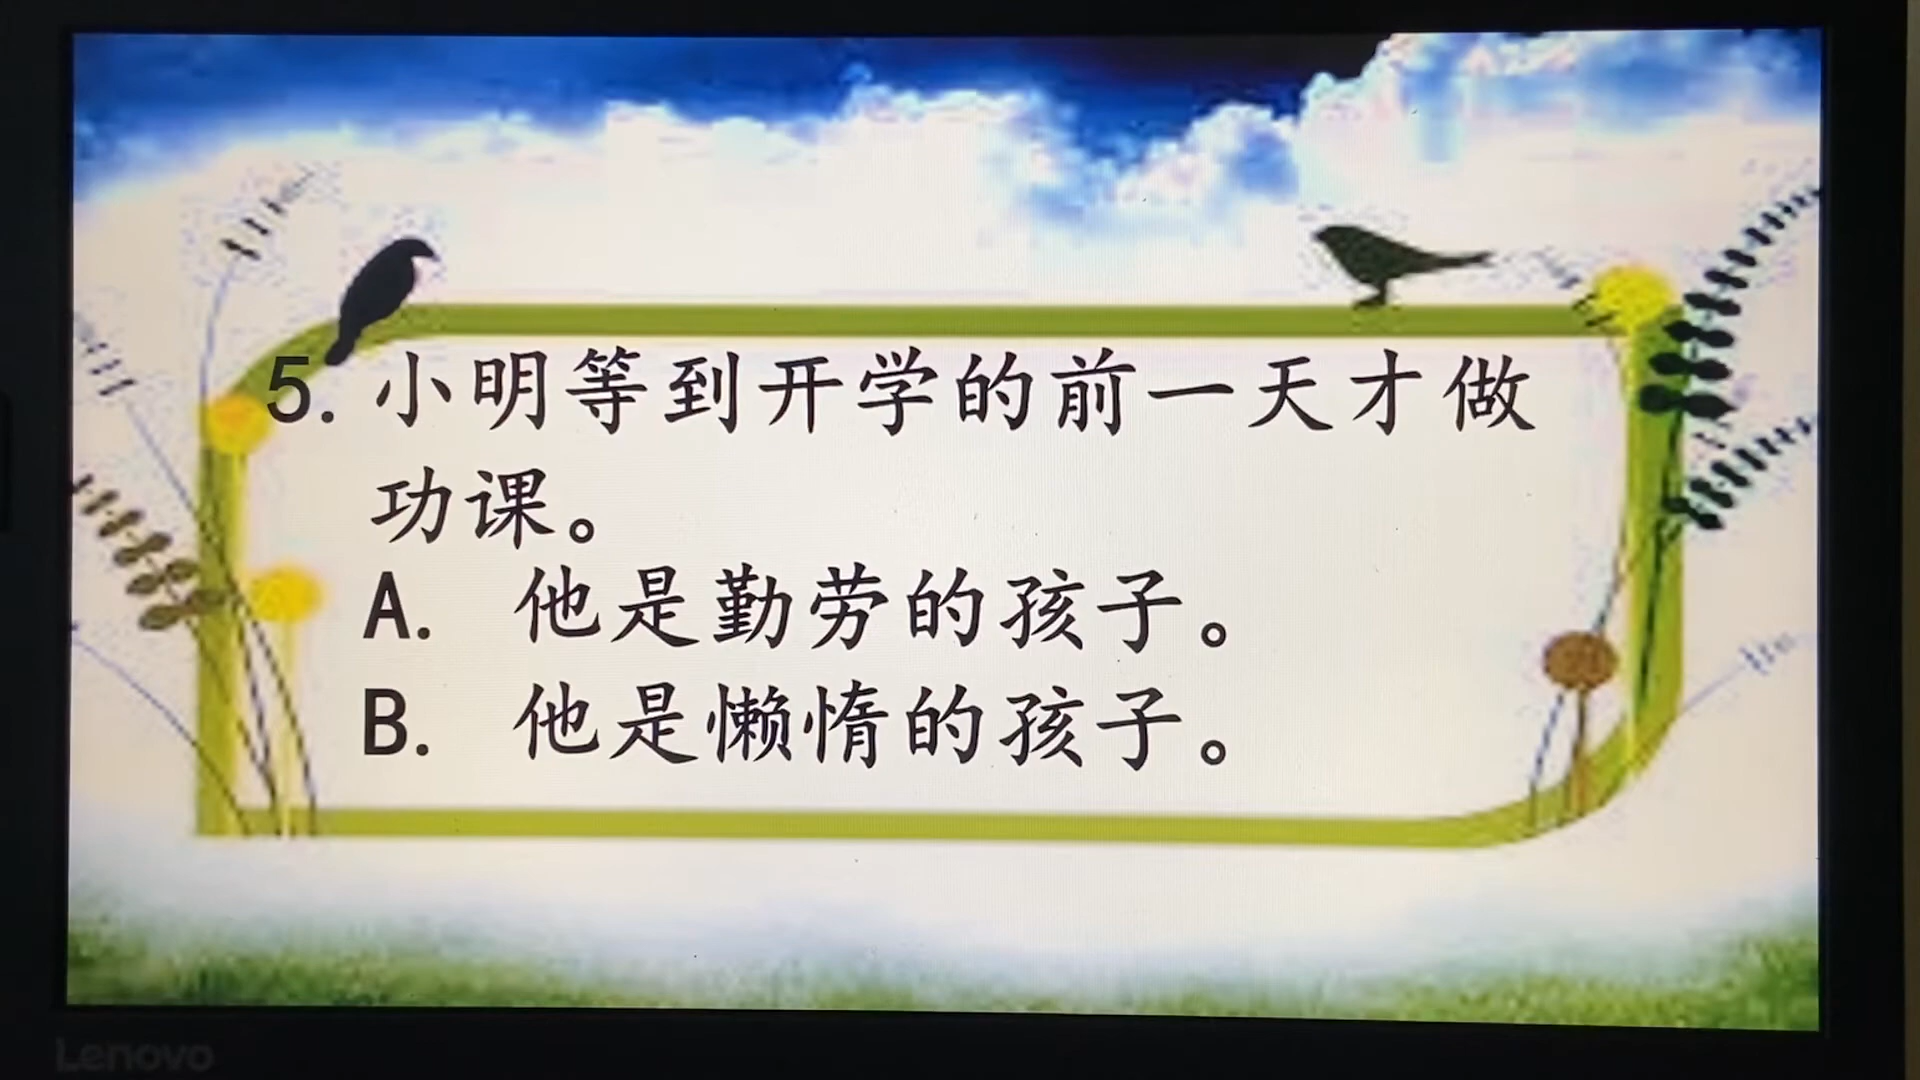 5. 小明等到开学的前一天才做
功课。
A. 他是勤劳的孩子。
B. 他是懒惰的孩子。
Lenovo